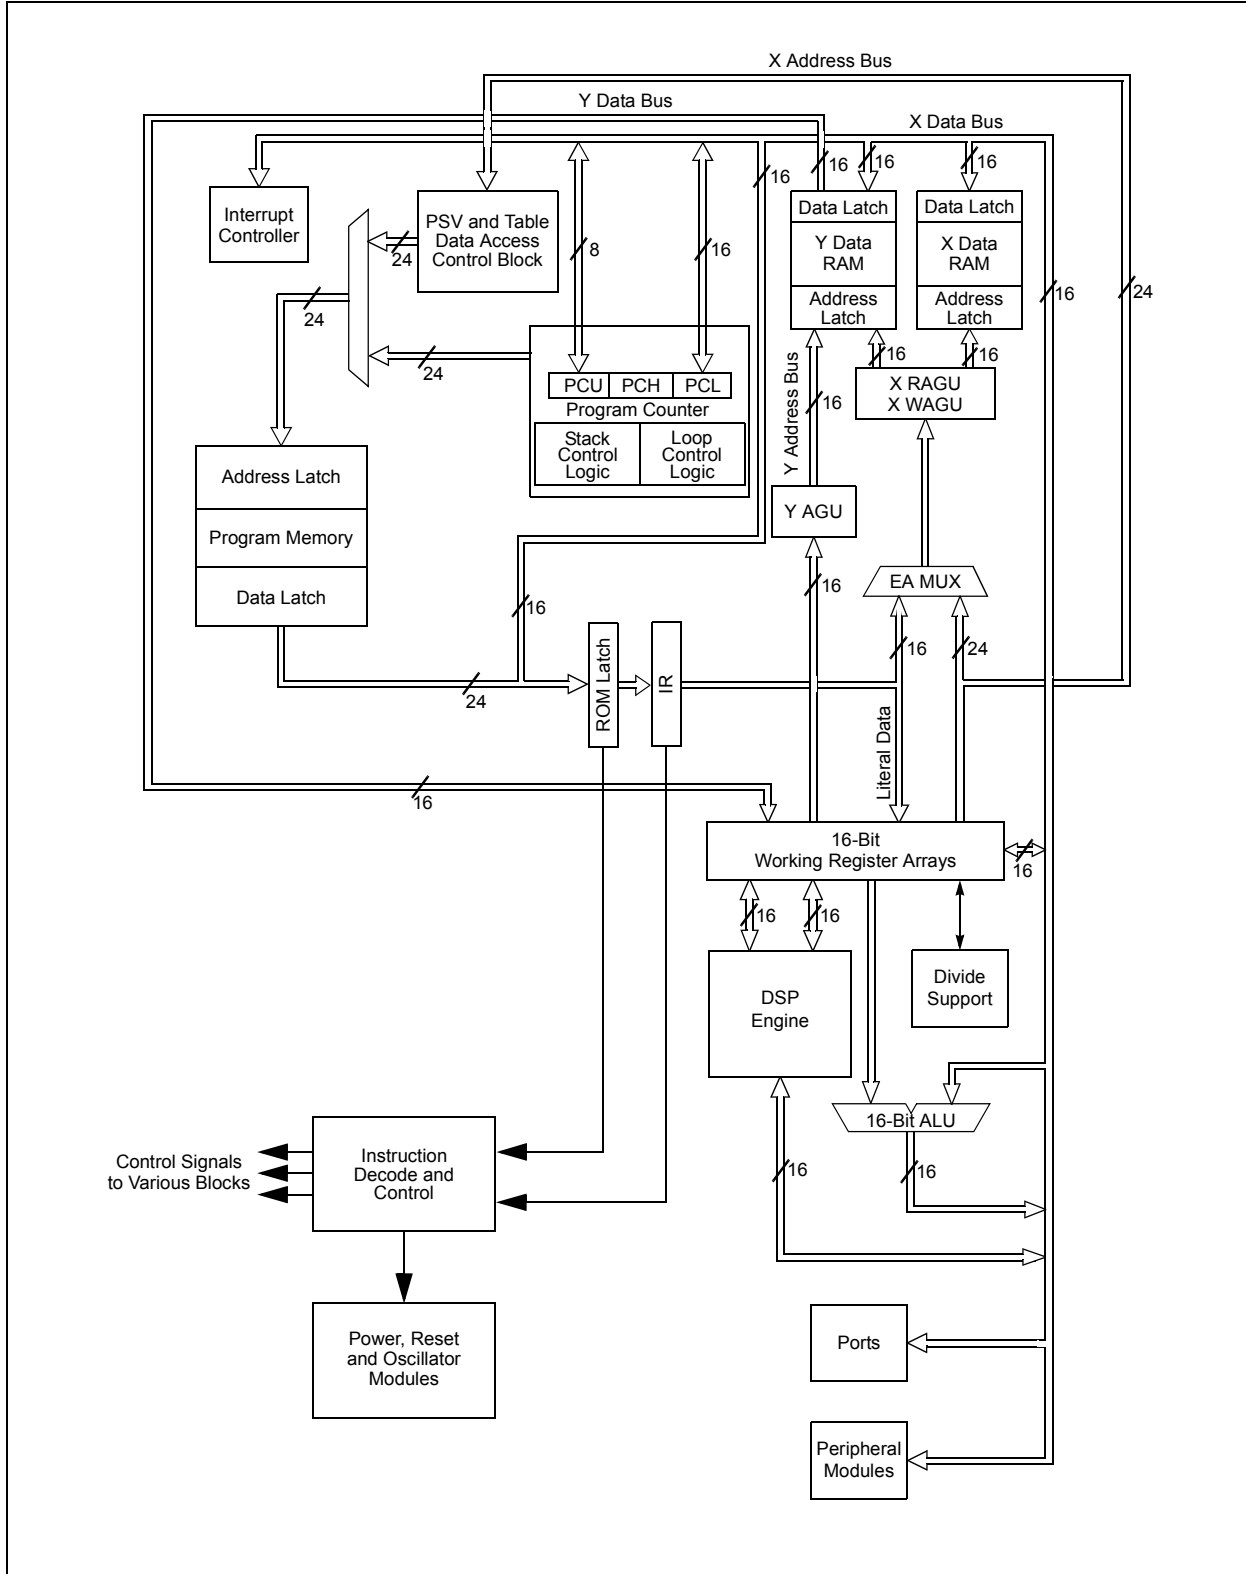 X Address Bus
Y Data Bus
X Data Bus
16
16
16
16
Interrupt
Controller
PSV and Table
Data Access
Control Block
24
8
16
Data Latch
Y Data
RAM
Address
Latch
Data Latch
X Data
RAM
Address
Latch
16
24
24
24
16
16
PCU
PCH
PCL
Program Counter
Stack
Control
Logic
Loop
Control
Logic
Y Address Bus
16
X RAGU
X WAGU
Address Latch
Program Memory
Data Latch
Y AGU
16
EA MUX
16
16
24
24
ROM Latch
IR
Literal Data
16
16-Bit
Working Register Arrays
16
16
16
DSP
Engine
Divide
Support
16-Bit ALU
16
16
Control Signals
to Various Blocks
Instruction
Decode and
Control
Power, Reset
and Oscillator
Modules
Ports
Peripheral
Modules